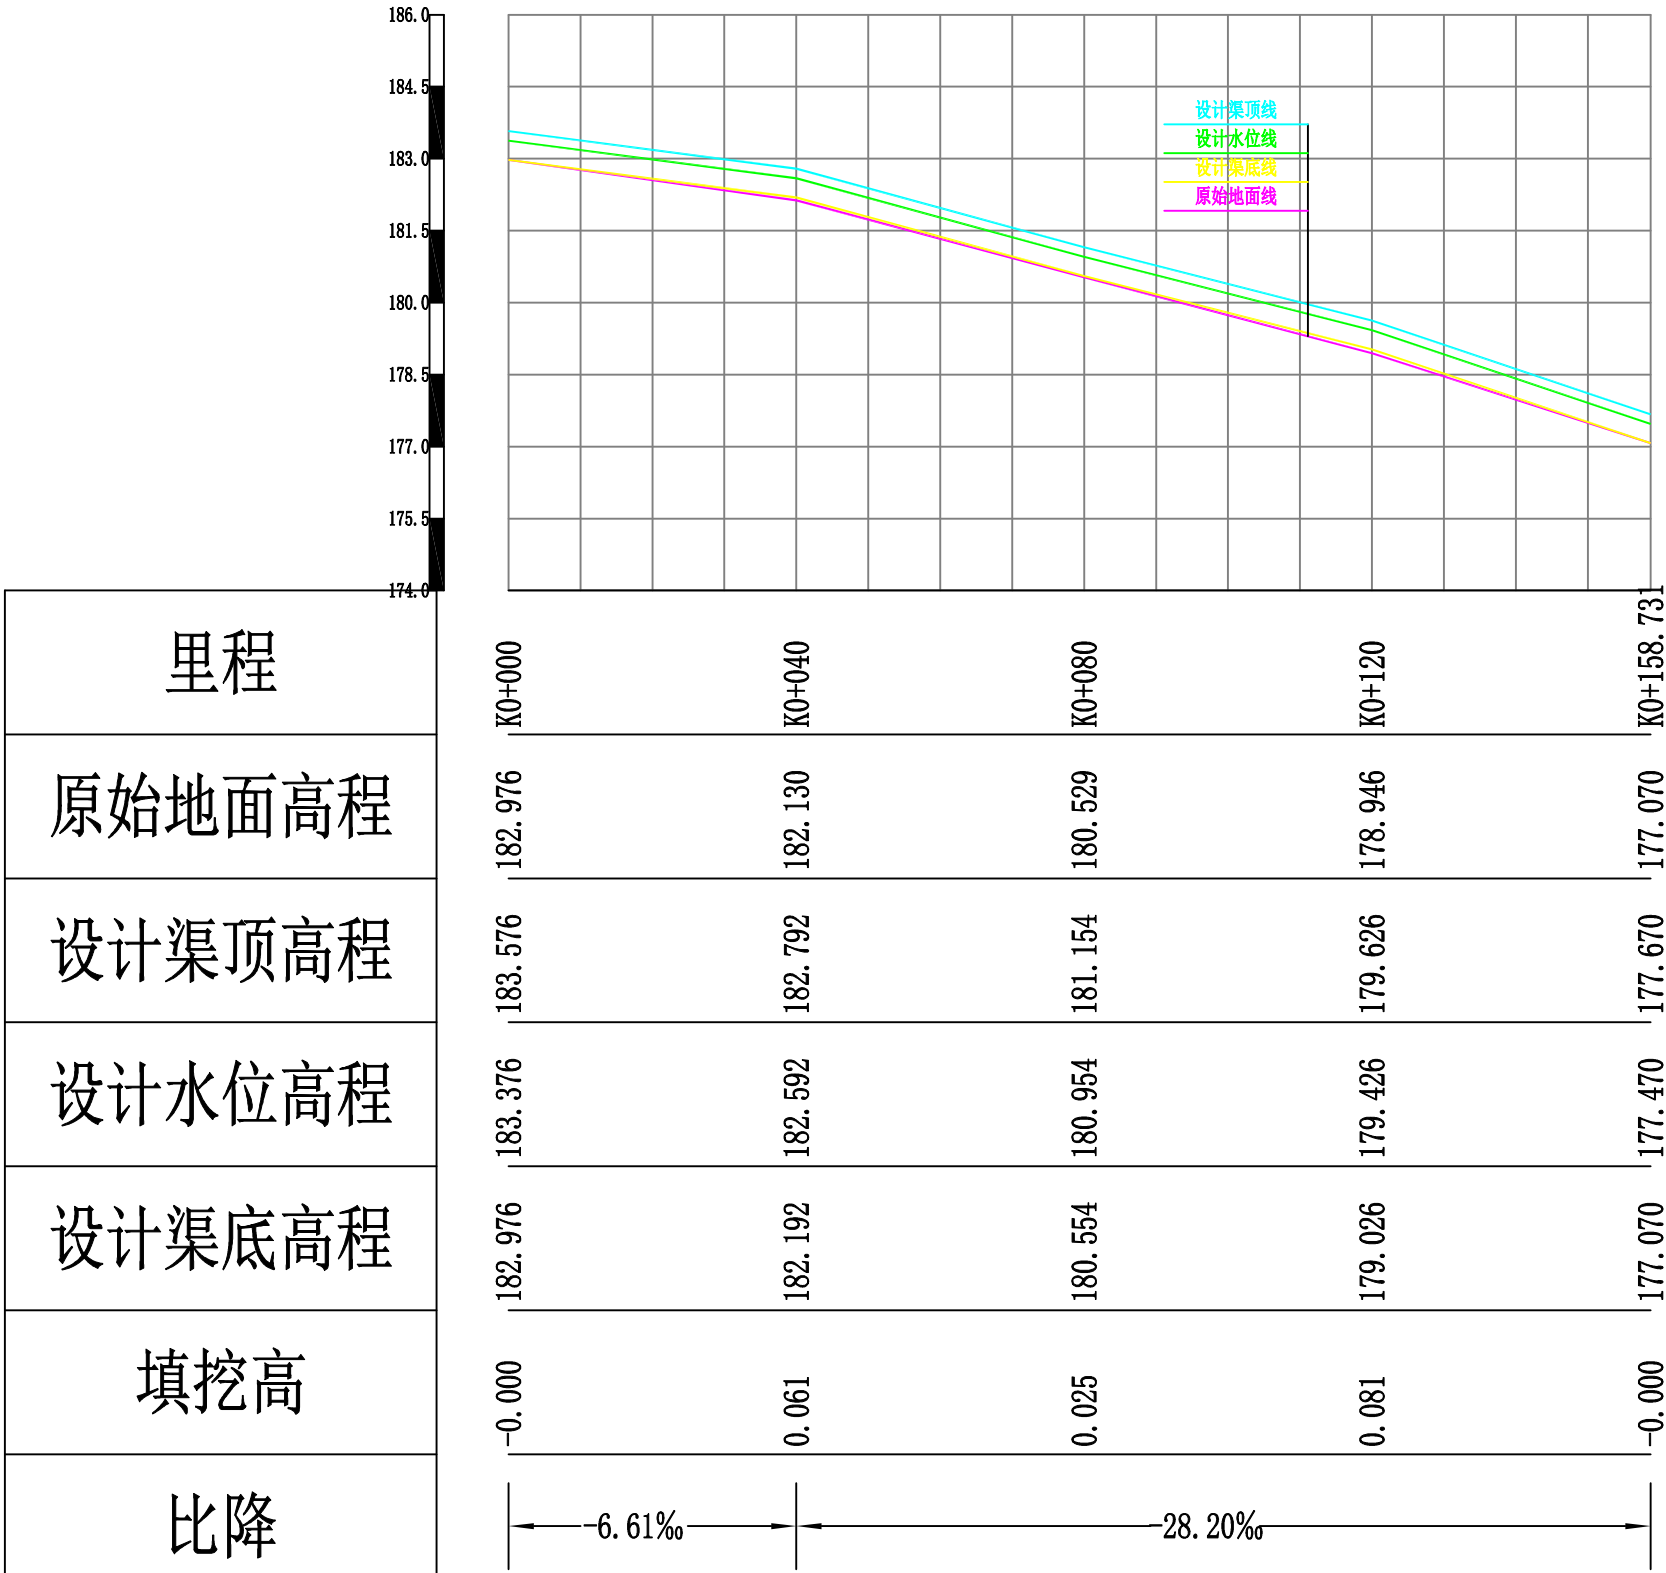 186.0
184.5
183.0
181.5
180.0
178.5
177.0
175.5
174.0
设计渠顶线
设计水位线
设计渠底线
原始地面线
里程 K0+000 K0+040 K0+080 K0+120 K0+158.731
原始地面高程 182.976 182.130 180.529 178.946 177.070
设计渠顶高程 183.576 182.792 181.154 179.626 177.670
设计水位高程 183.376 182.592 180.954 179.426 177.470
设计渠底高程 182.976 182.192 180.554 179.026 177.070
填挖高 -0.000 0.061 0.025 0.081 -0.000
比降 -6.61‰ -28.20‰